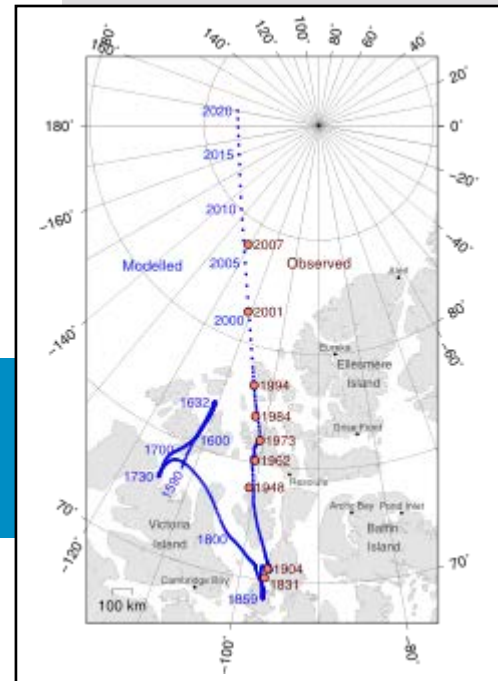 180˚
140˚
120˚
100˚
80˚
60˚
40˚
20˚
0˚
-20˚
-40˚
-60˚
80˚
180˚
-160˚
-140˚
-120˚
70˚
-100˚
-80˚
70˚
2020
2015
2010
2007
2005
Modelled
Observed
2000
2001
Alert
Eureka
Ellesmere
Island
1994
1984
1973
1962
1948
Grise Fiord
Resolute
1632
1700
1600
1730
1590
Arctic Bay
Pond Inlet
Baffin
Island
Victoria
Island
1800
1904
1831
1859
Cambridge Bay
100 km